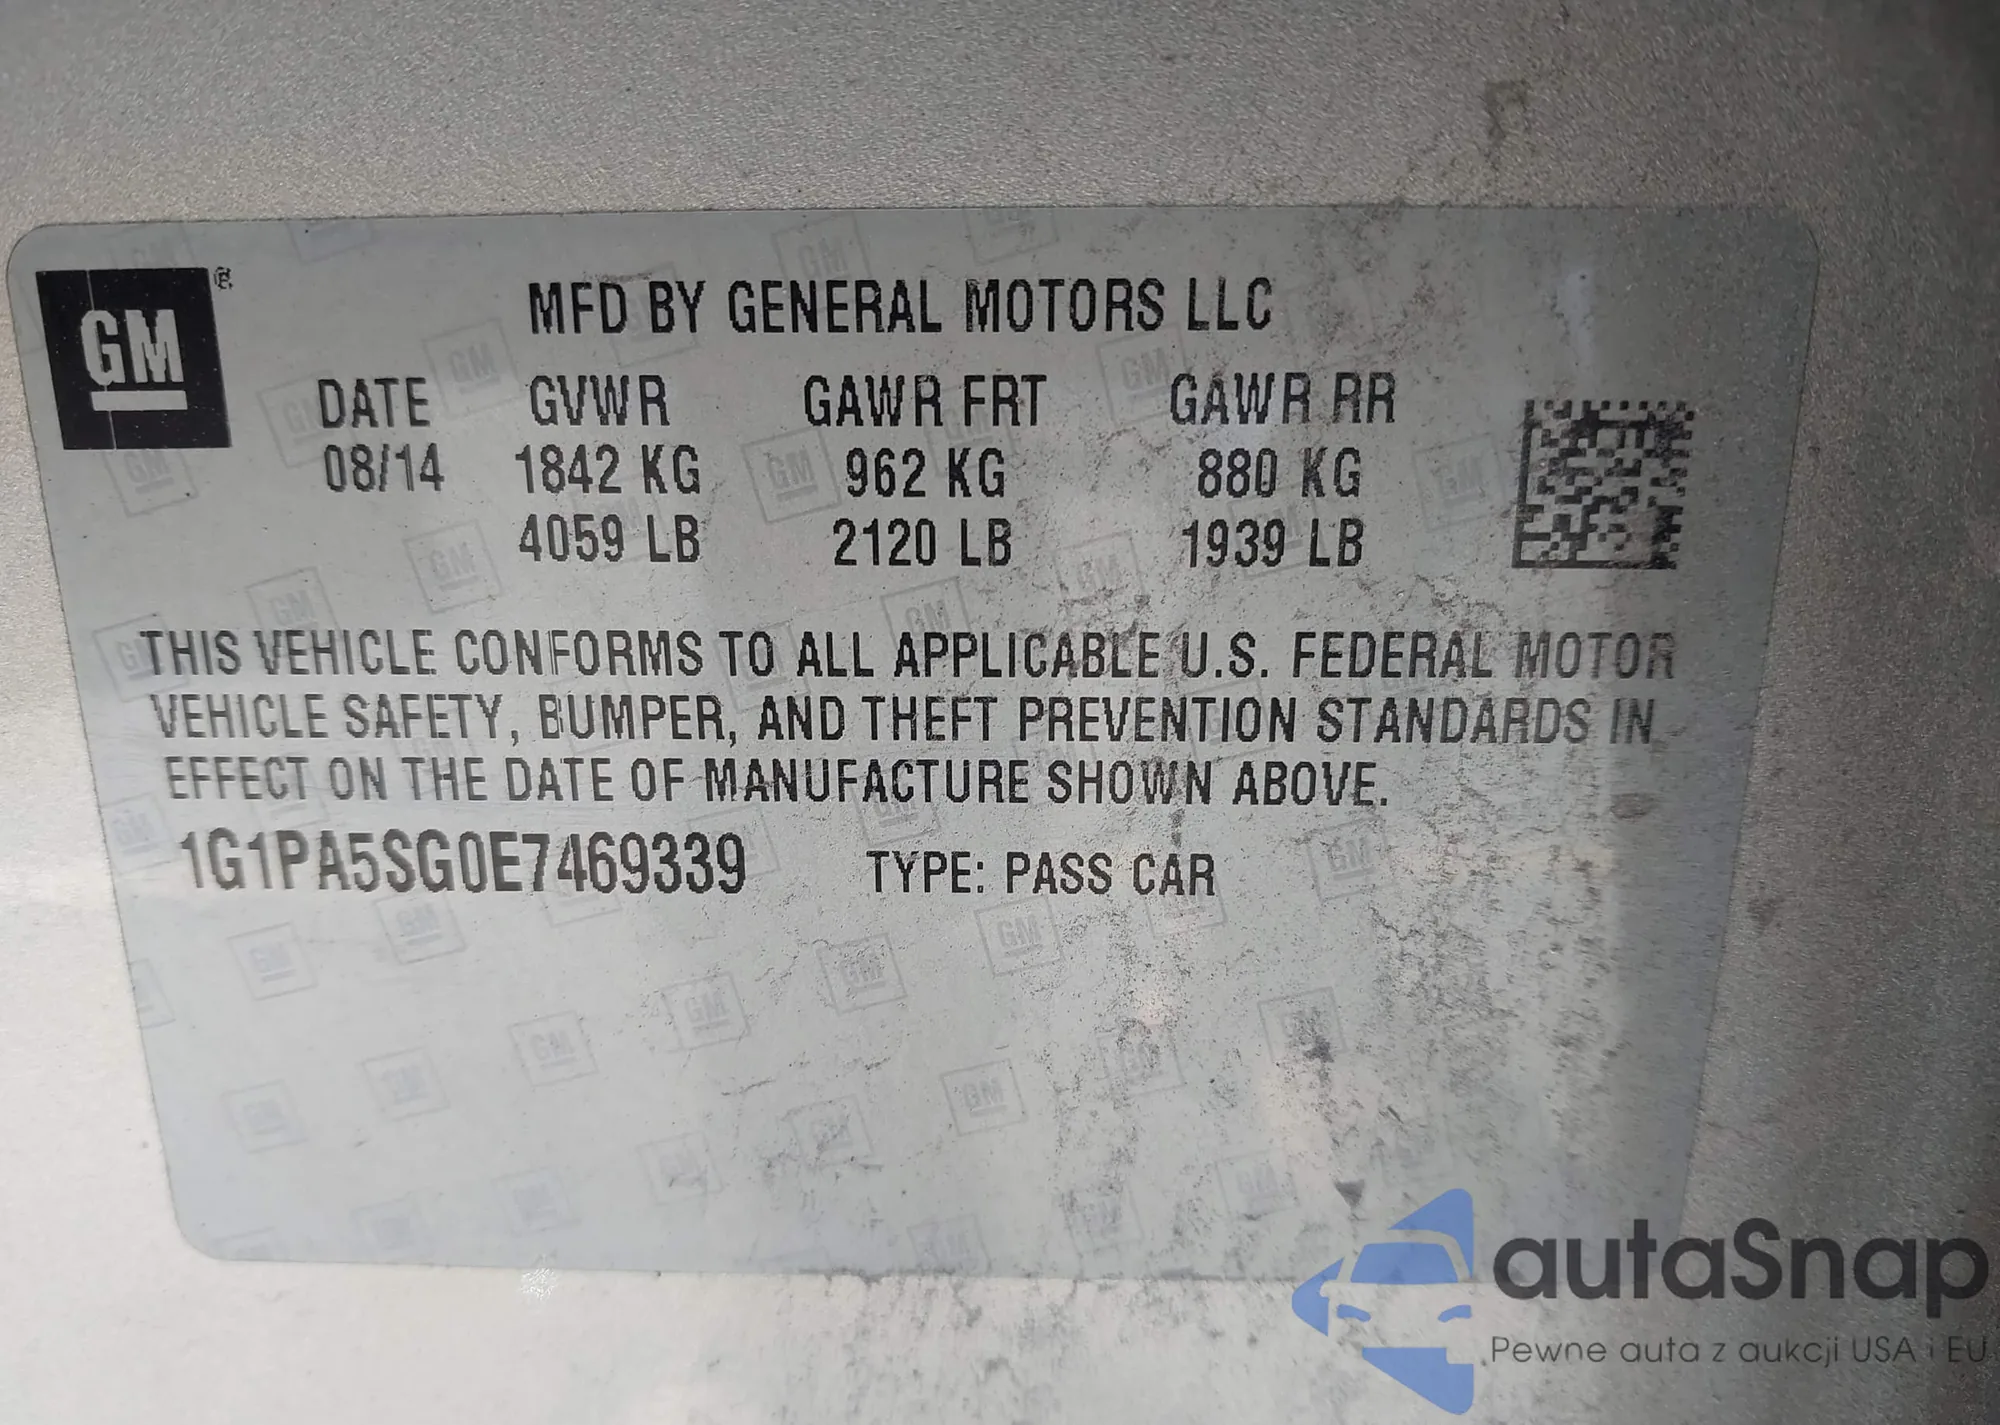 GM®
MFD BY GENERAL MOTORS LLC
DATE GVWR GAWR FRT GAWR RR
08/14 1842 KG 962 KG 880 KG
4059 LB 2120 LB 1939 LB
THIS VEHICLE CONFORMS TO ALL APPLICABLE U.S. FEDERAL MOTOR
VEHICLE SAFETY, BUMPER, AND THEFT PREVENTION STANDARDS IN
EFFECT ON THE DATE OF MANUFACTURE SHOWN ABOVE.
1G1PA5SG0E7469339 TYPE: PASS CAR
autaSnap
Pewne auta z aukcji USA i EU